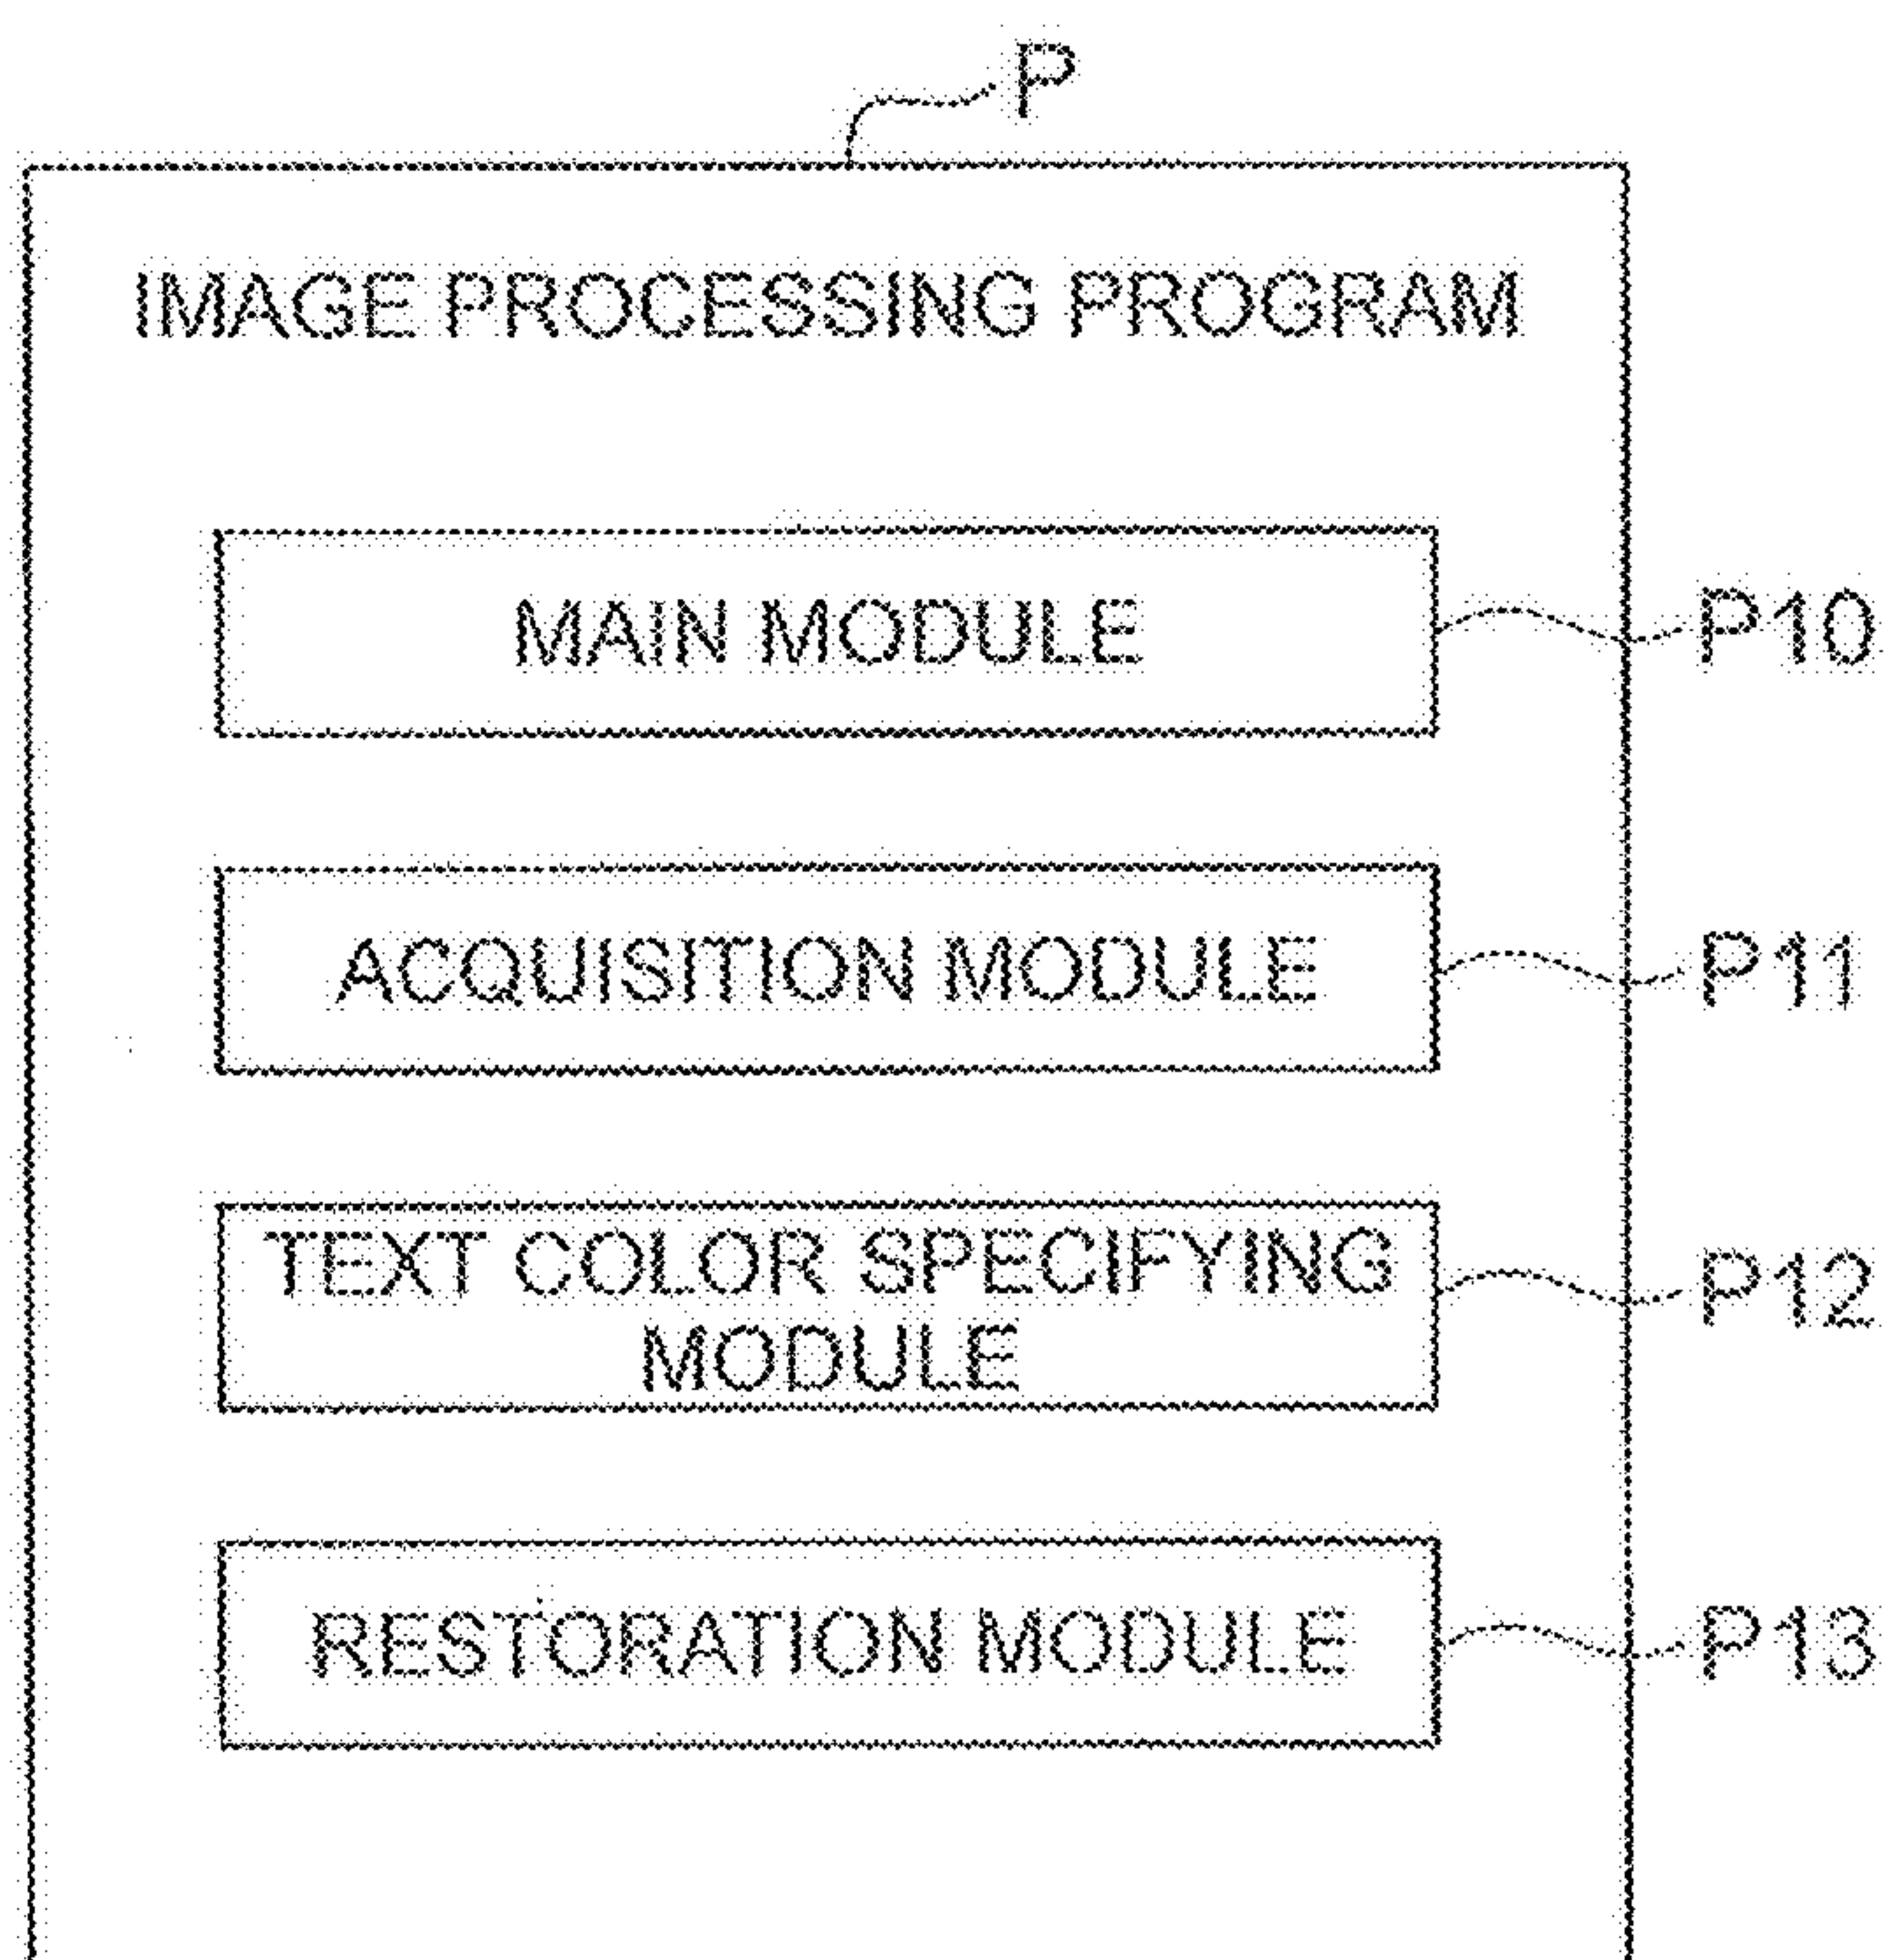 P
IMAGE PROCESSING PROGRAM
MAIN MODULE
P10
ACQUISITION MODULE
P11
TEXT COLOR SPECIFYING
MODULE
P12
RESTORATION MODULE
P13